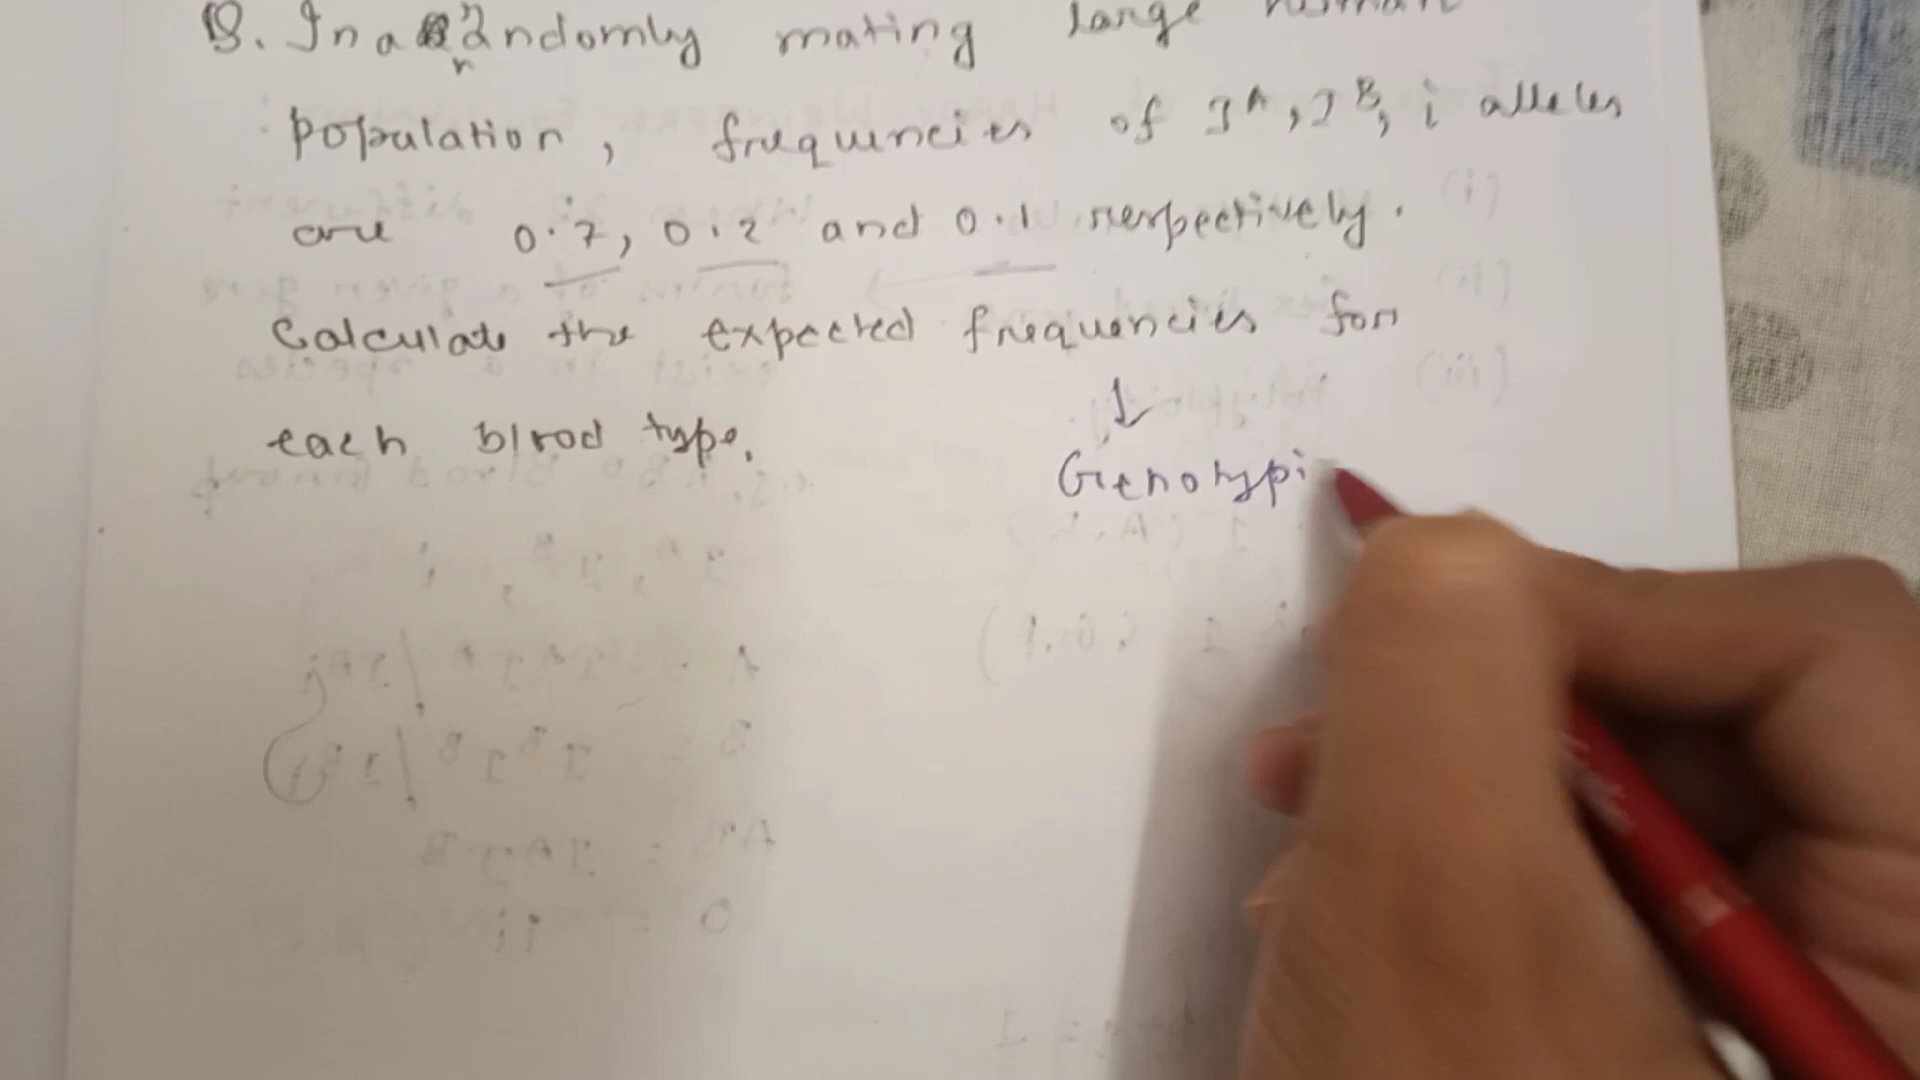 Q. In a randomly mating large human
population, frequencies of I^A, I^B, i alleles
are 0.7, 0.2 and 0.1 respectively.
Calculate the expected frequencies for
each blood type.
↓
Genotypi